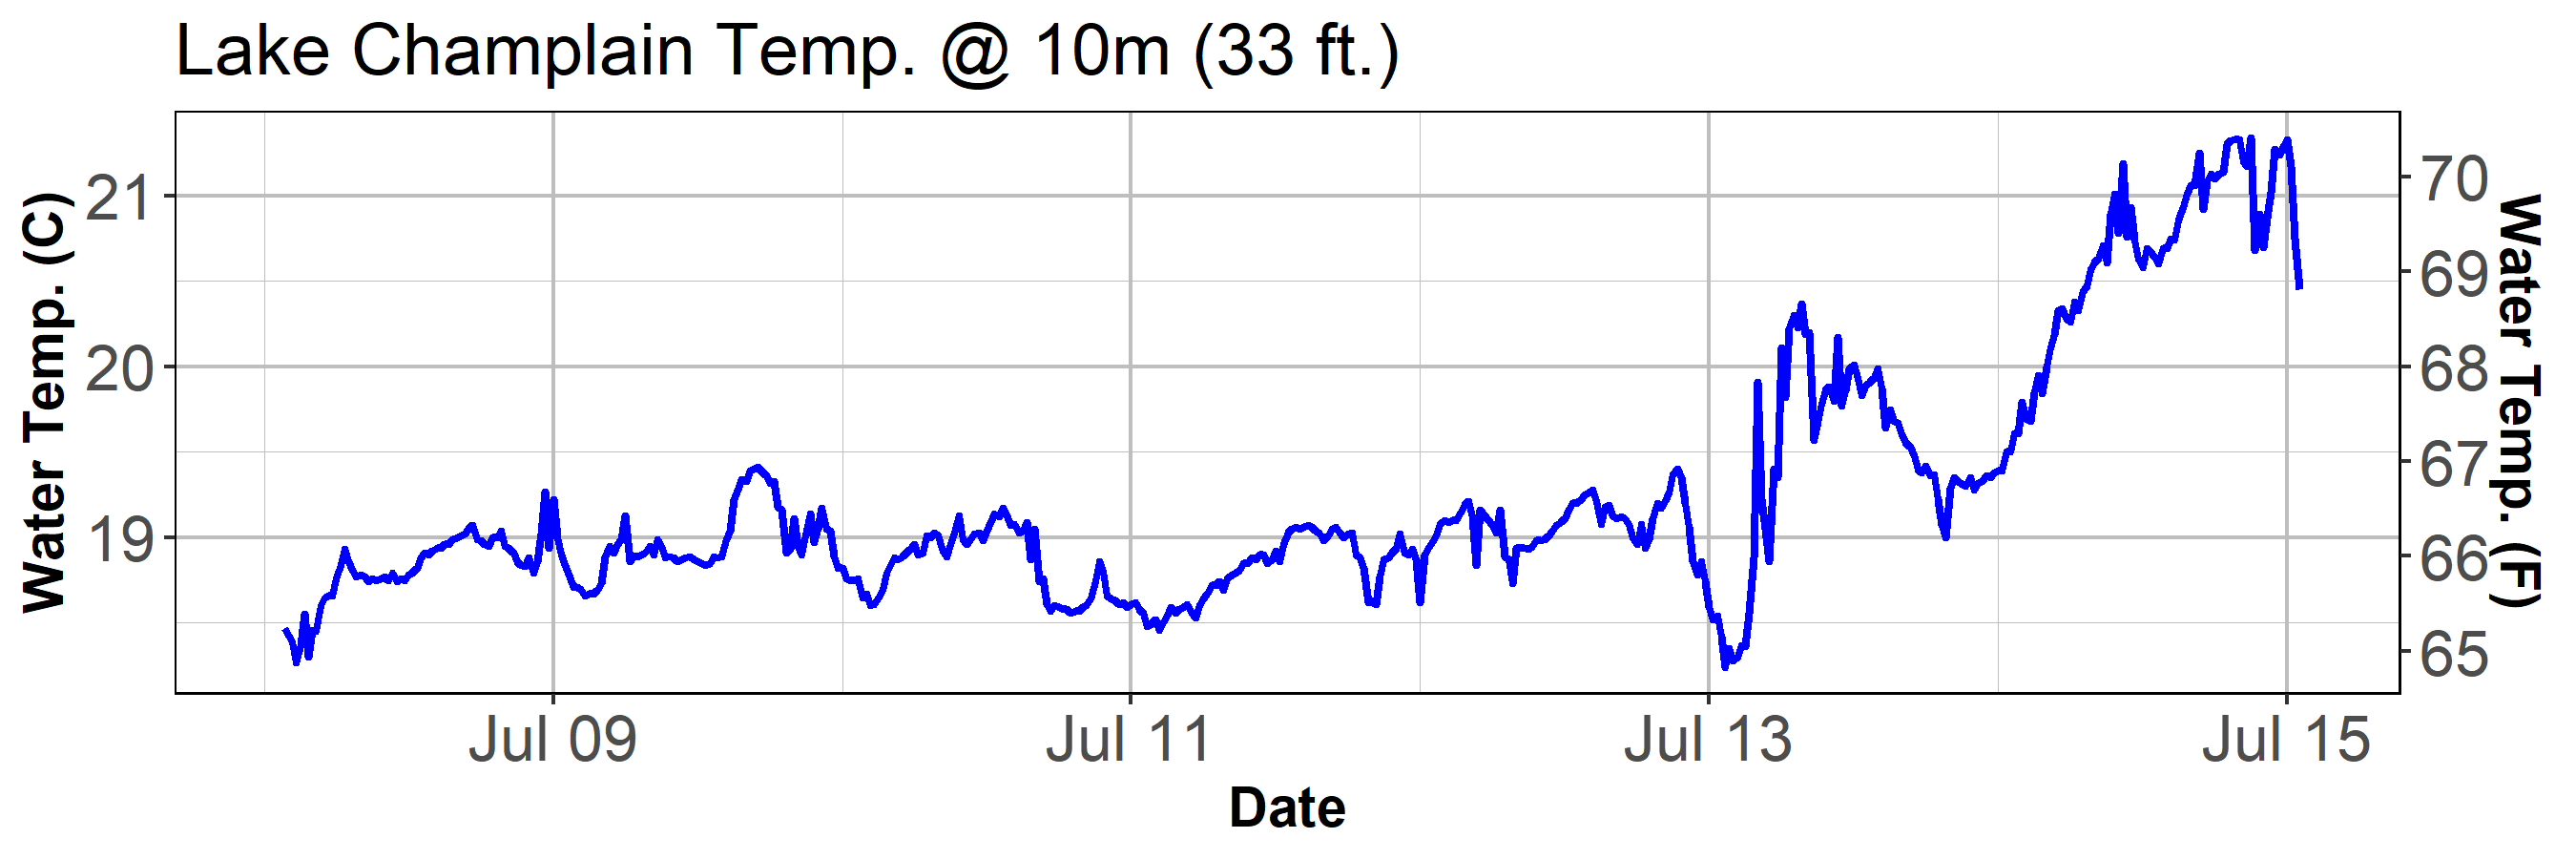 Lake Champlain Temp. @ 10m (33 ft.)
Water Temp. (C)
21
20
19
70
69
68
67
66
65
Water Temp. (F)
Jul 09
Jul 11
Jul 13
Jul 15
Date